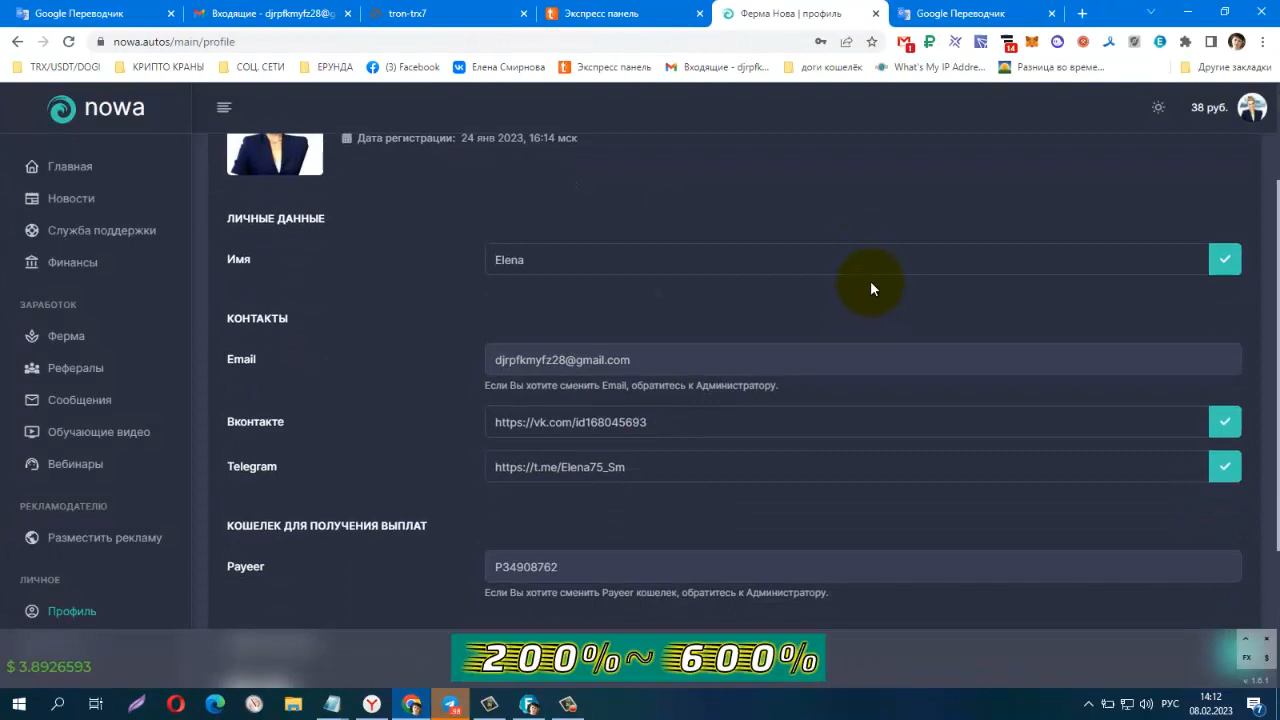 Google Переводчик
Входящие - djrpfkmyfz28@g
tron-trx7
Экспресс панель
Ферма Нова | профиль
Google Переводчик
nowa.autos/main/profile
TRX/USDT/DOGI
КРИПТО КРАНЫ
СОЦ. СЕТИ
ЕРУНДА
(3) Facebook
Елена Смирнова
Экспресс панель
Входящие - djrpfk...
доги кошелёк
What's My IP Addre...
Разница во време...
Другие закладки
nowa
38 руб.
Дата регистрации: 24 янв 2023, 16:14 мск
Главная
Новости
Служба поддержки
Финансы
ЗАРАБОТОК
Ферма
Рефералы
Сообщения
Обучающие видео
Вебинары
РЕКЛАМОДАТЕЛЮ
Разместить рекламу
ЛИЧНОЕ
Профиль
ЛИЧНЫЕ ДАННЫЕ
Имя
Elena
КОНТАКТЫ
Email
djrpfkmyfz28@gmail.com
Если Вы хотите сменить Email, обратитесь к Администратору.
Вконтакте
https://vk.com/id168045693
Telegram
https://t.me/Elena75_Sm
КОШЕЛЕК ДЛЯ ПОЛУЧЕНИЯ ВЫПЛАТ
Payeer
P34908762
Если Вы хотите сменить Payeer кошелек, обратитесь к Администратору.
$ 3.8926593
200%~600%
FX $
v. 1.6.1
98
РУС
14:12
08.02.2023